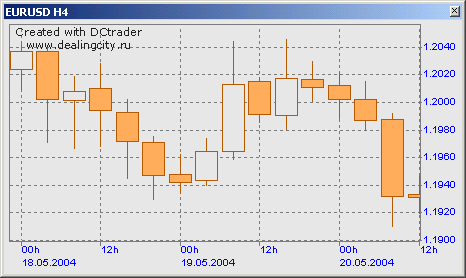 EURUSD H4
Created with DCtrader
www.dealingcity.ru
1.2040
1.2020
1.2000
1.1980
1.1960
1.1940
1.1920
1.1900
00h 12h 00h 12h 00h 12h
18.05.2004 19.05.2004 20.05.2004